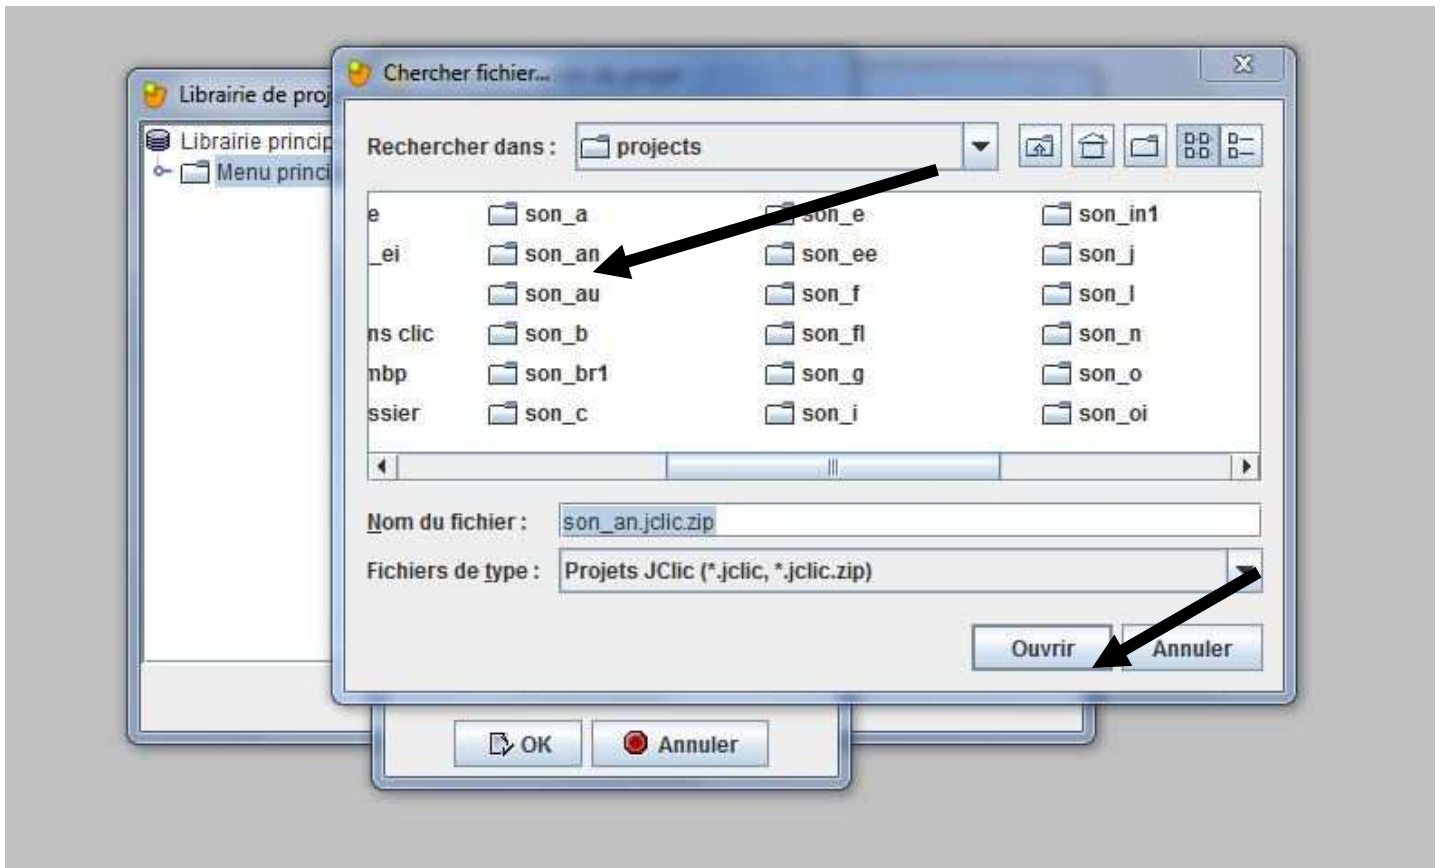 Chercher fichier...
Librairie de proj
Librairie princip
Menu princi
Rechercher dans :
projects
e
son_a
son_e
son_in1
_ei
son_an
son_ee
son_j
son_au
son_f
son_l
ns clic
son_b
son_fl
son_n
mbp
son_br1
son_g
son_o
ssier
son_c
son_i
son_oi
Nom du fichier :
son_an.jclic.zip
Fichiers de type :
Projets JClic (*.jclic, *.jclic.zip)
Ouvrir
Annuler
OK
Annuler